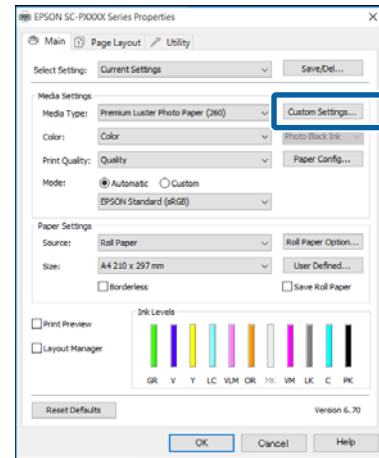 EPSON SC-PXXXX Series Properties
Main Page Layout Utility
Select Setting: Current Settings Save/Del...
Media Settings
Media Type: Premium Luster Photo Paper (260) Custom Settings...
Color: Color Photo Black Ink
Print Quality: Quality Paper Config...
Mode: Automatic Custom
EPSON Standard (sRGB)
Paper Settings
Source: Roll Paper Roll Paper Option...
Size: A4 210 x 297 mm User Defined...
Borderless Save Roll Paper
Ink Levels
Print Preview
Layout Manager
GR V Y LC VLM OR MK VM LK C PK
Reset Defaults Version 6.70
OK Cancel Help